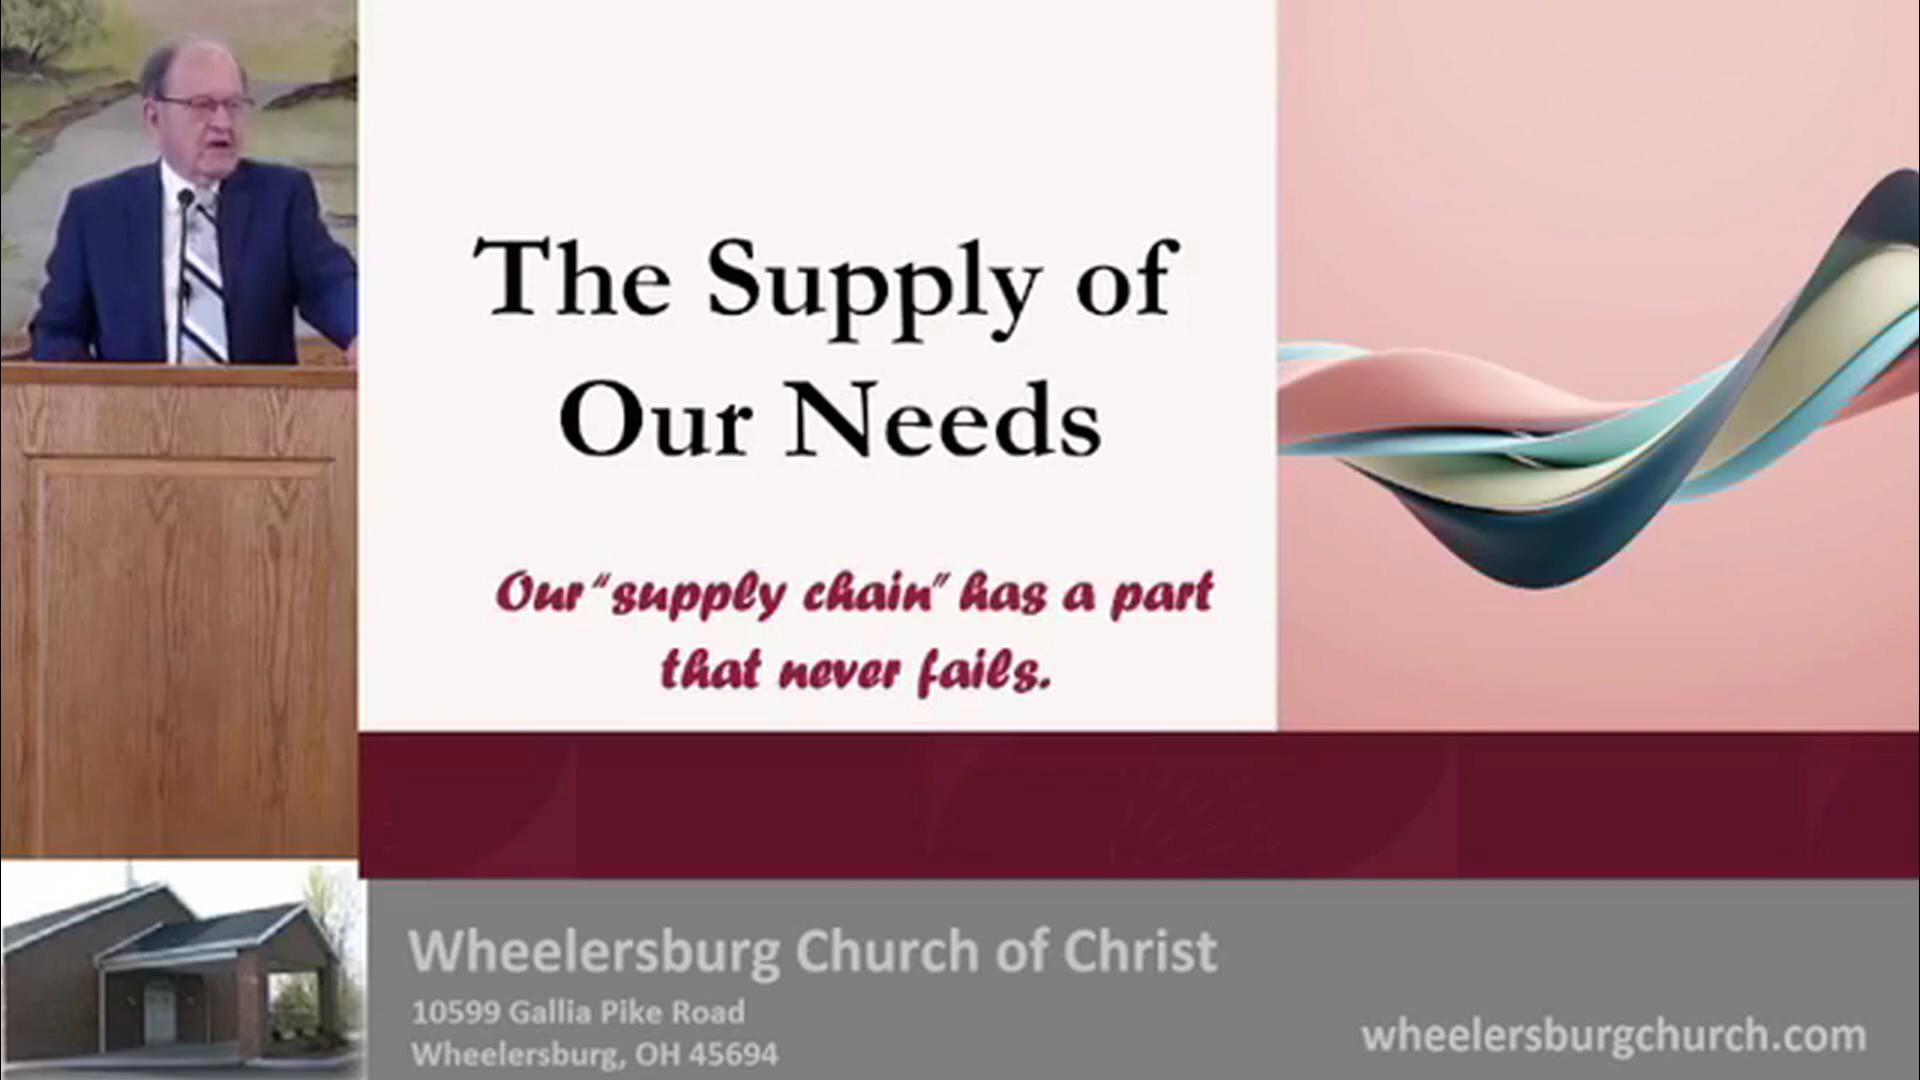 The Supply of
Our Needs
Our “supply chain” has a part
that never fails.
Wheelersburg Church of Christ
10599 Gallia Pike Road
Wheelersburg, OH 45694
wheelersburgchurch.com